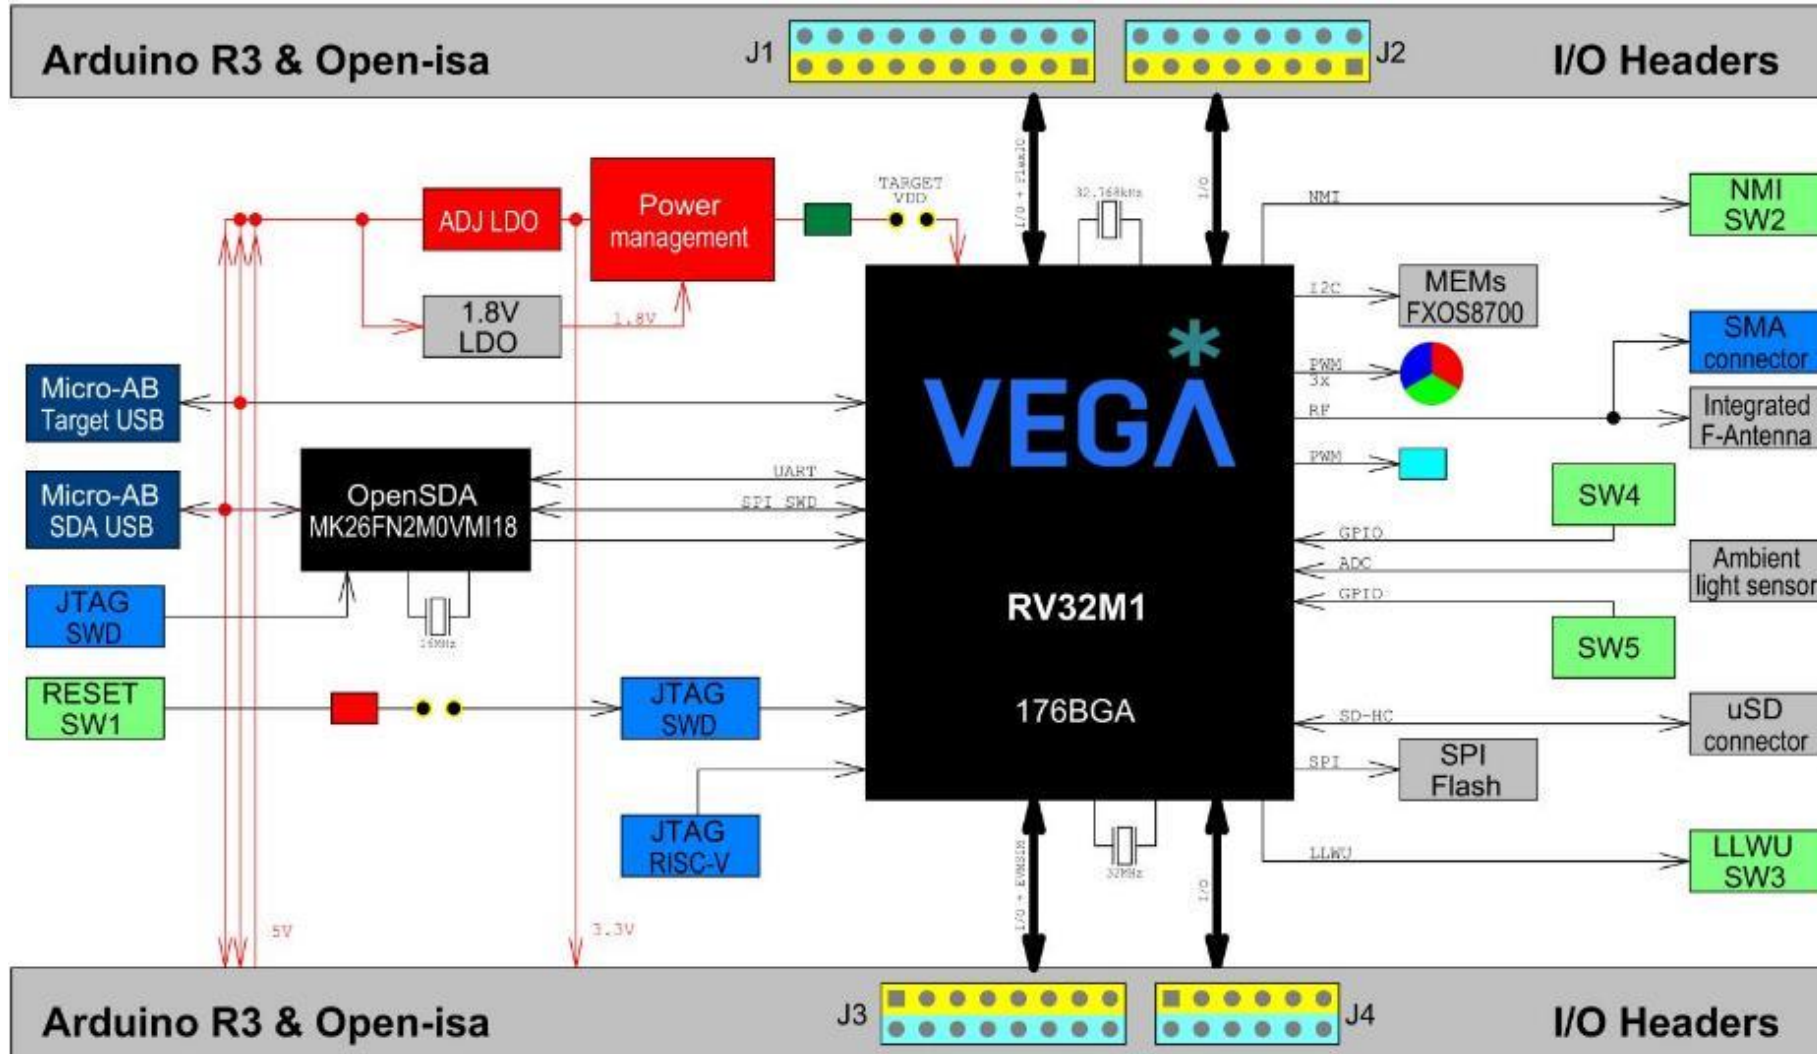 Arduino R3 & Open-isa
J1
J2
I/O Headers
I/O + FlexIO
I/O
32.768kHz
TARGET
VDD
ADJ LDO
Power
management
1.8V
LDO
1.8V
NMI
NMI
SW2
I2C
MEMs
FXOS8700
SMA
connector
PWM
3x
RF
Integrated
F-Antenna
PWM
VEGA
Micro-AB
Target USB
Micro-AB
SDA USB
OpenSDA
MK26FN2M0VMI18
UART
SPI SWD
SW4
GPIO
ADC
Ambient
light sensor
GPIO
SW5
RV32M1
176BGA
JTAG
SWD
16MHz
RESET
SW1
JTAG
SWD
JTAG
RISC-V
SD-HC
uSD
connector
SPI
SPI
Flash
LLWU
LLWU
SW3
32MHz
I/O + EVMSIM
I/O
5V
3.3V
Arduino R3 & Open-isa
J3
J4
I/O Headers